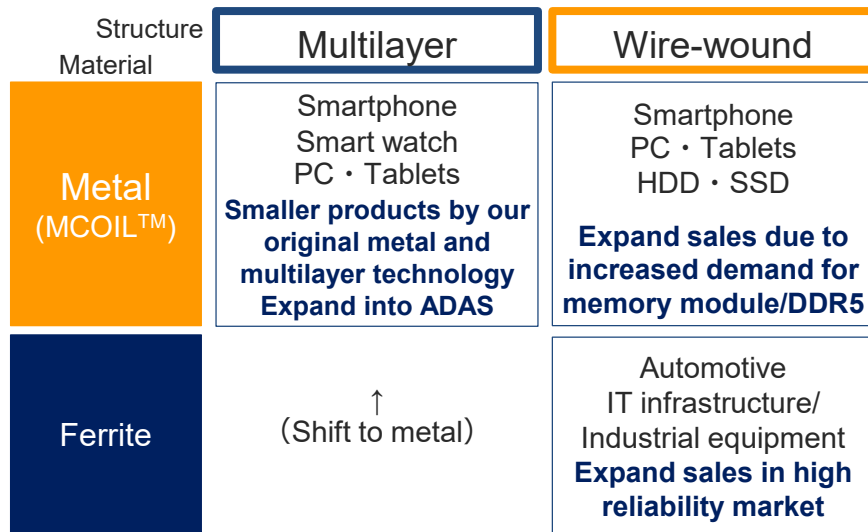 Structure
Material
Multilayer
Wire-wound
Metal
(MCOIL™)
Smartphone
Smart watch
PC・Tablets
Smaller products by our
original metal and
multilayer technology
Expand into ADAS
Smartphone
PC・Tablets
HDD・SSD
Expand sales due to
increased demand for
memory module/DDR5
Ferrite
↑
（Shift to metal）
Automotive
IT infrastructure/
Industrial equipment
Expand sales in high
reliability market